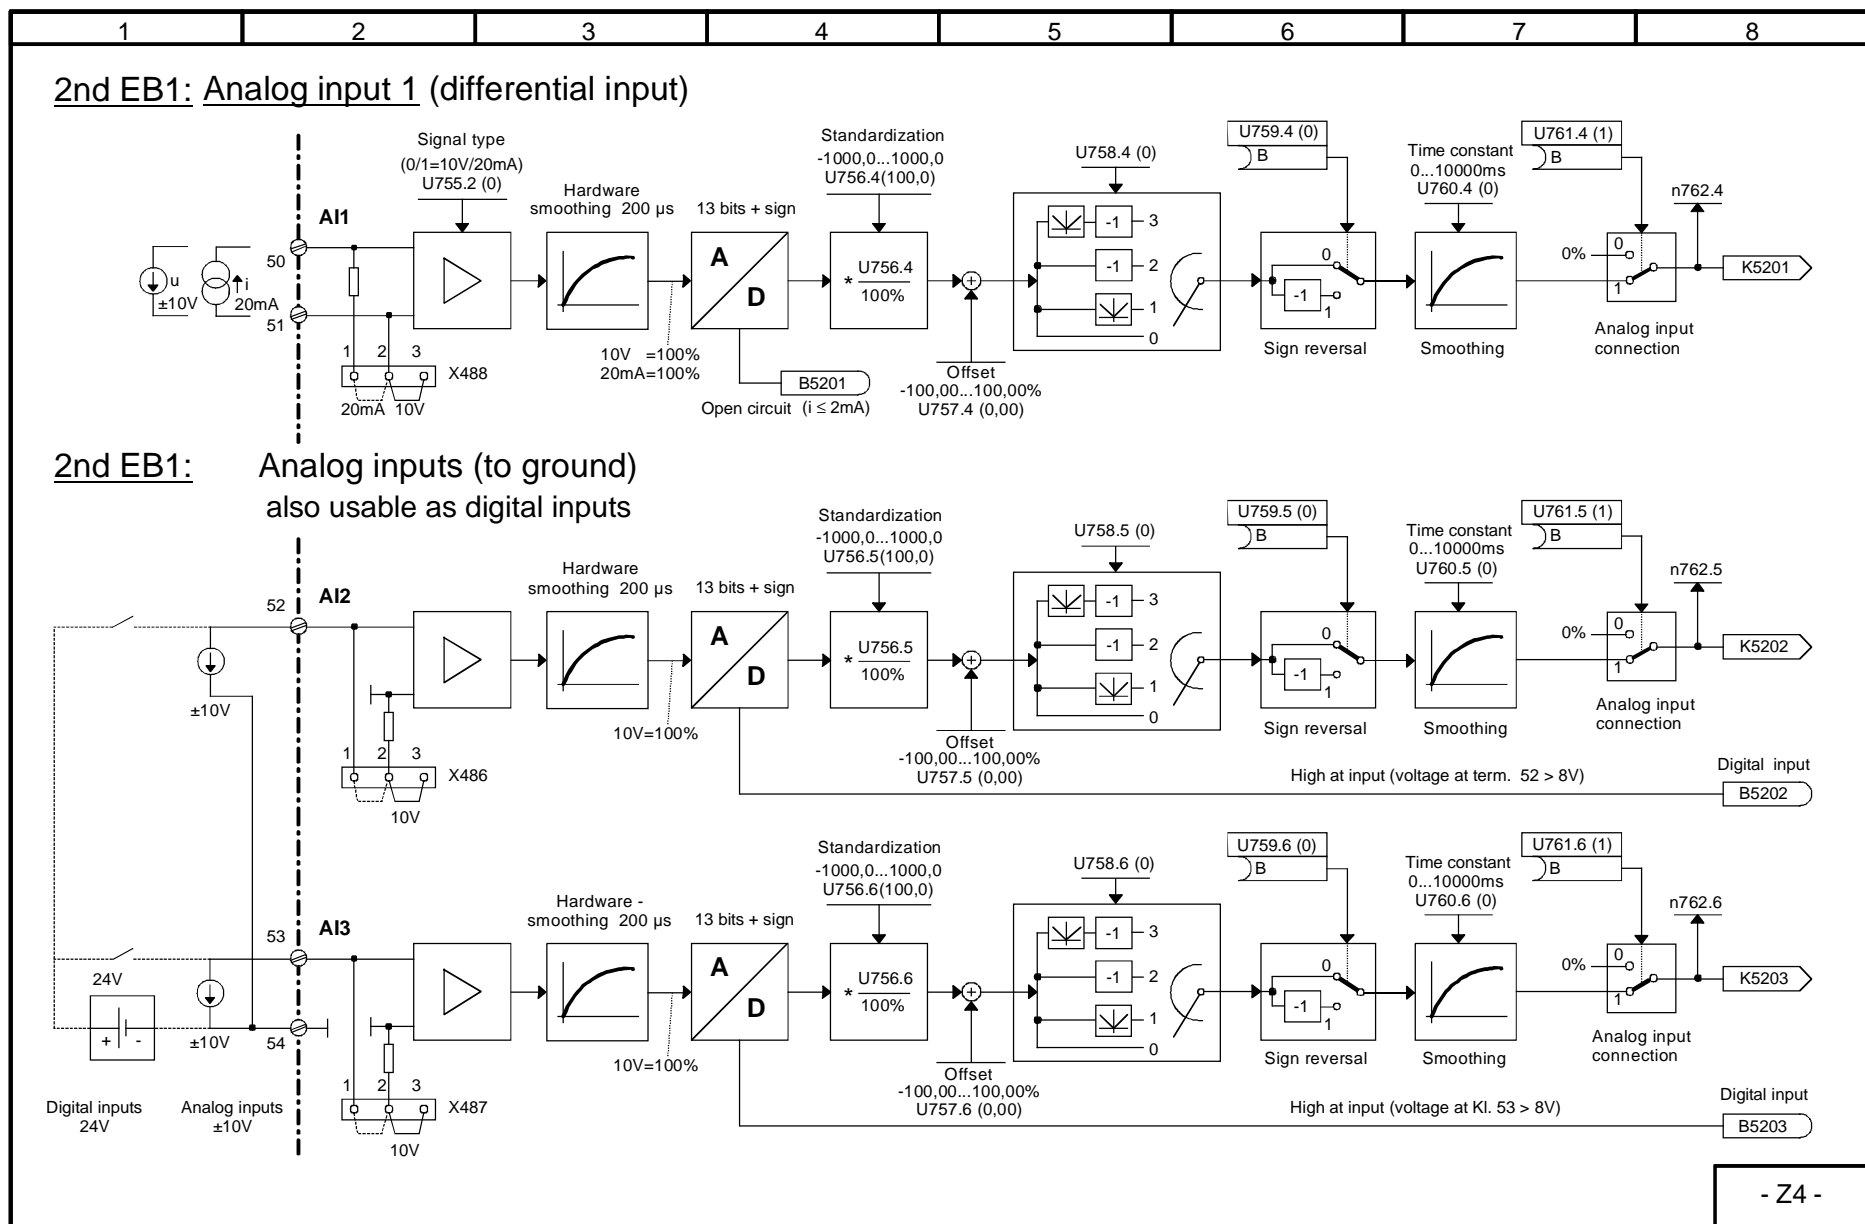 1 2 3 4 5 6 7 8
2nd EB1: Analog input 1 (differential input)
Signal type
(0/1=10V/20mA)
U755.2 (0)
Hardware
smoothing 200 µs
13 bits + sign
Standardization
-1000,0...1000,0
U756.4(100,0)
U758.4 (0)
U759.4 (0)
B
Time constant
0...10000ms
U760.4 (0)
U761.4 (1)
B
n762.4
AI1
50
51
u
±10V
i
20mA
A
D
* U756.4
100%
+
-1 3
-1 2
1
0
0
-1
1
0%
0
1
K5201
1 2 3
X488
20mA 10V
10V =100%
20mA=100%
B5201
Open circuit (i ≤ 2mA)
Offset
-100,00...100,00%
U757.4 (0,00)
Sign reversal
Smoothing
Analog input
connection
2nd EB1: Analog inputs (to ground)
also usable as digital inputs
Hardware
smoothing 200 µs
13 bits + sign
Standardization
-1000,0...1000,0
U756.5(100,0)
U758.5 (0)
U759.5 (0)
B
Time constant
0...10000ms
U760.5 (0)
U761.5 (1)
B
n762.5
52
AI2
±10V
A
D
* U756.5
100%
+
-1 3
-1 2
1
0
0
-1
1
0%
0
1
K5202
1 2 3
X486
10V
10V=100%
Offset
-100,00...100,00%
U757.5 (0,00)
Sign reversal
Smoothing
Analog input
connection
High at input (voltage at term. 52 > 8V)
Digital input
B5202
Hardware -
smoothing 200 µs
13 bits + sign
Standardization
-1000,0...1000,0
U756.6(100,0)
U758.6 (0)
U759.6 (0)
B
Time constant
0...10000ms
U760.6 (0)
U761.6 (1)
B
n762.6
53
AI3
24V
+ -
±10V
54
A
D
* U756.6
100%
+
-1 3
-1 2
1
0
0
-1
1
0%
0
1
K5203
1 2 3
X487
10V
10V=100%
Offset
-100,00...100,00%
U757.6 (0,00)
Sign reversal
Smoothing
Analog input
connection
Digital inputs
24V
Analog inputs
±10V
High at input (voltage at Kl. 53 > 8V)
Digital input
B5203
- Z4 -